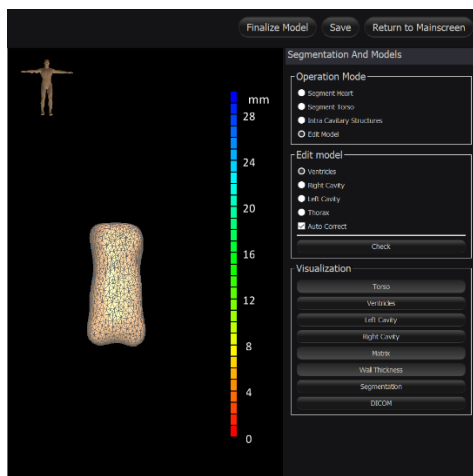 Finalize Model
Save
Return to Mainscreen
Segmentation And Models
Operation Mode
Segment Heart
Segment Torso
Intra Cavitary Structures
Edit Model
Edit model
Ventricles
Right Cavity
Left Cavity
Thorax
Auto Correct
Check
Visualization
Torso
Ventricles
Left Cavity
Right Cavity
Matrix
Wall Thickness
Segmentation
DICOM
mm
28
24
20
16
12
8
4
0